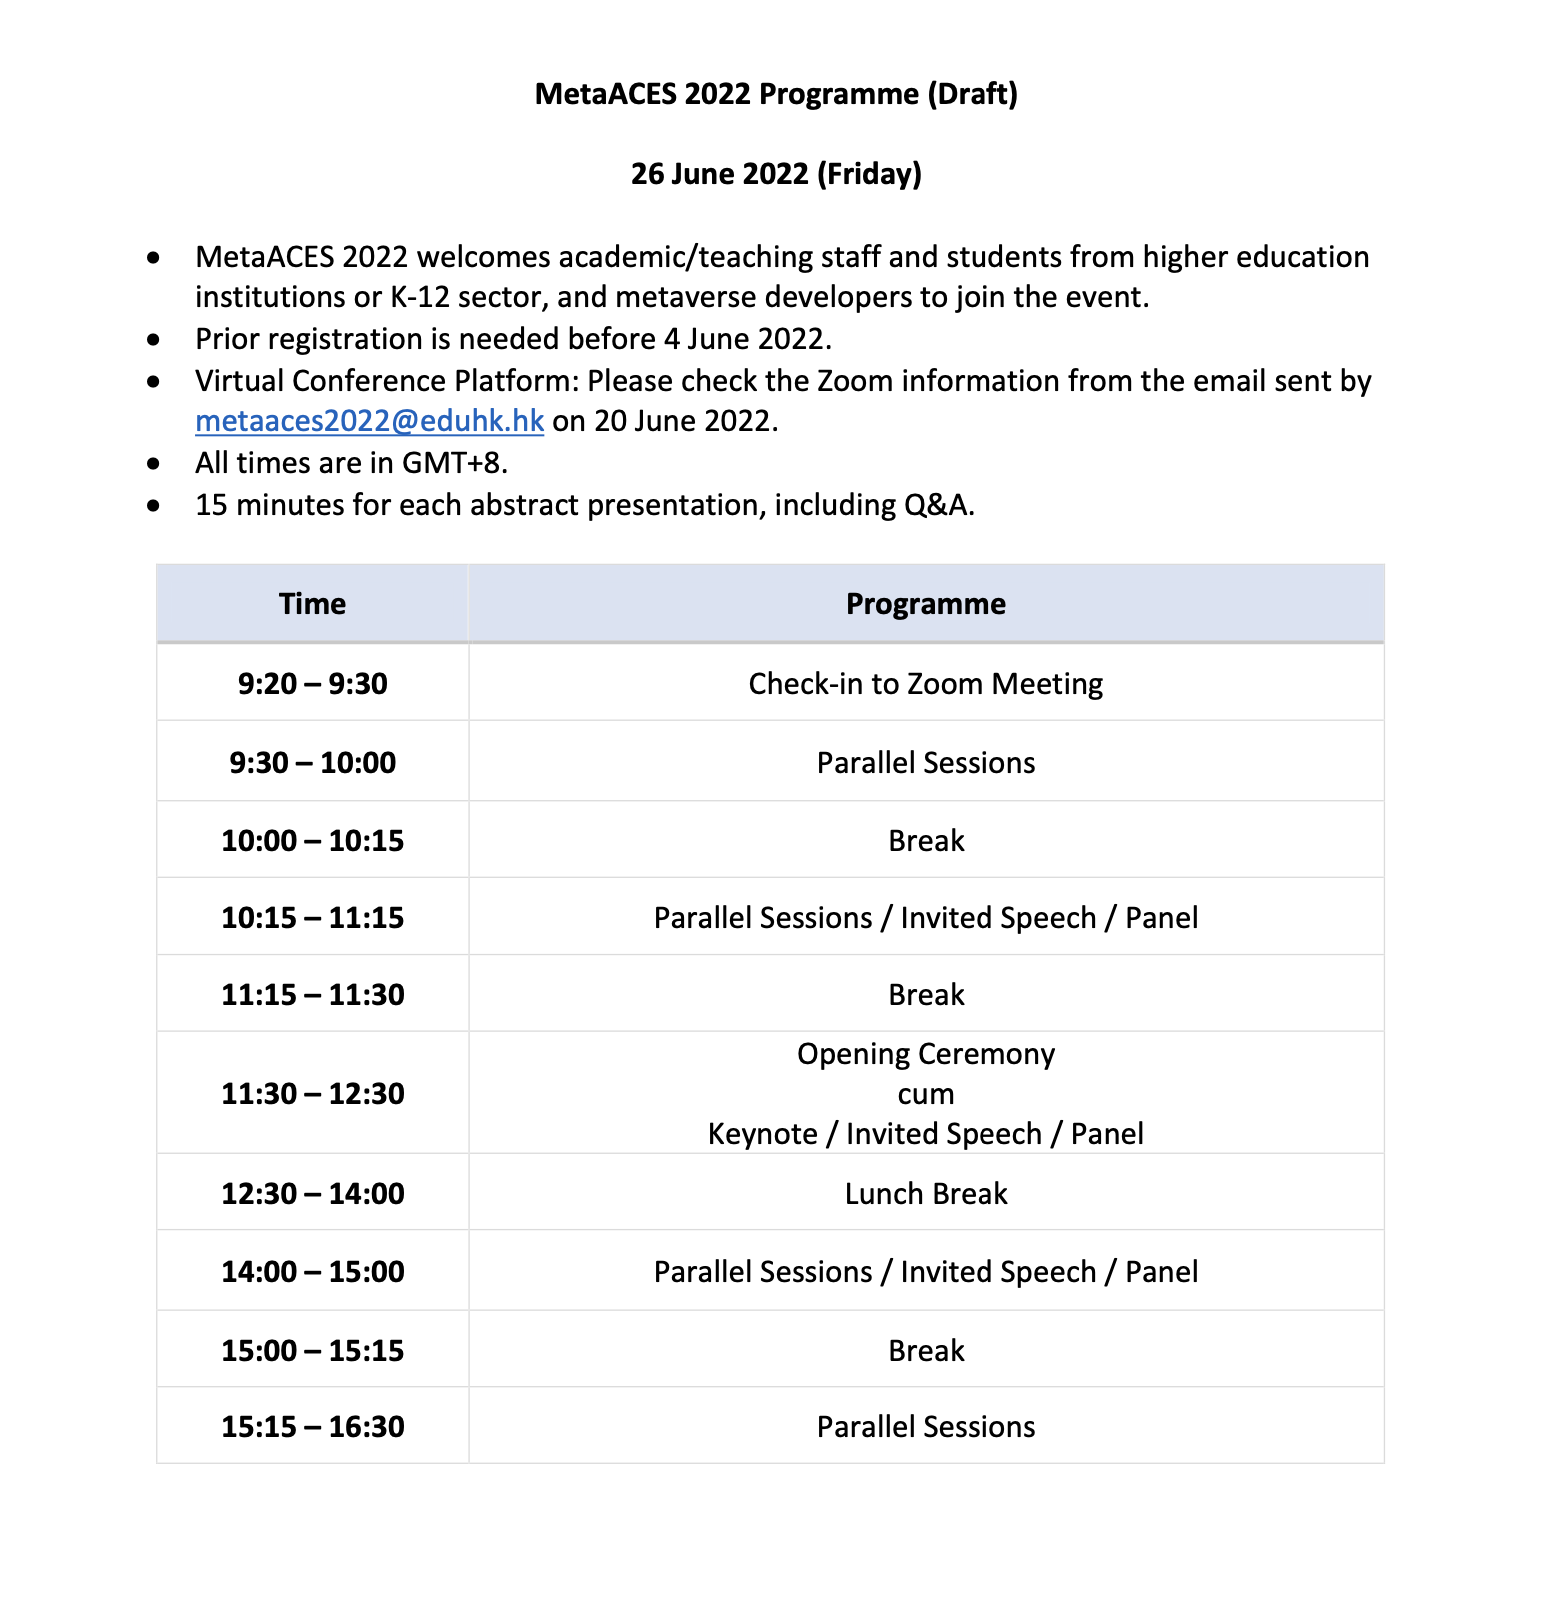 MetaACES 2022 Programme (Draft)
26 June 2022 (Friday)
• MetaACES 2022 welcomes academic/teaching staff and students from higher education
institutions or K-12 sector, and metaverse developers to join the event.
• Prior registration is needed before 4 June 2022.
• Virtual Conference Platform: Please check the Zoom information from the email sent by
metaaces2022@eduhk.hk on 20 June 2022.
• All times are in GMT+8.
• 15 minutes for each abstract presentation, including Q&A.
Time Programme
9:20 – 9:30 Check-in to Zoom Meeting
9:30 – 10:00 Parallel Sessions
10:00 – 10:15 Break
10:15 – 11:15 Parallel Sessions / Invited Speech / Panel
11:15 – 11:30 Break
11:30 – 12:30 Opening Ceremony
cum
Keynote / Invited Speech / Panel
12:30 – 14:00 Lunch Break
14:00 – 15:00 Parallel Sessions / Invited Speech / Panel
15:00 – 15:15 Break
15:15 – 16:30 Parallel Sessions